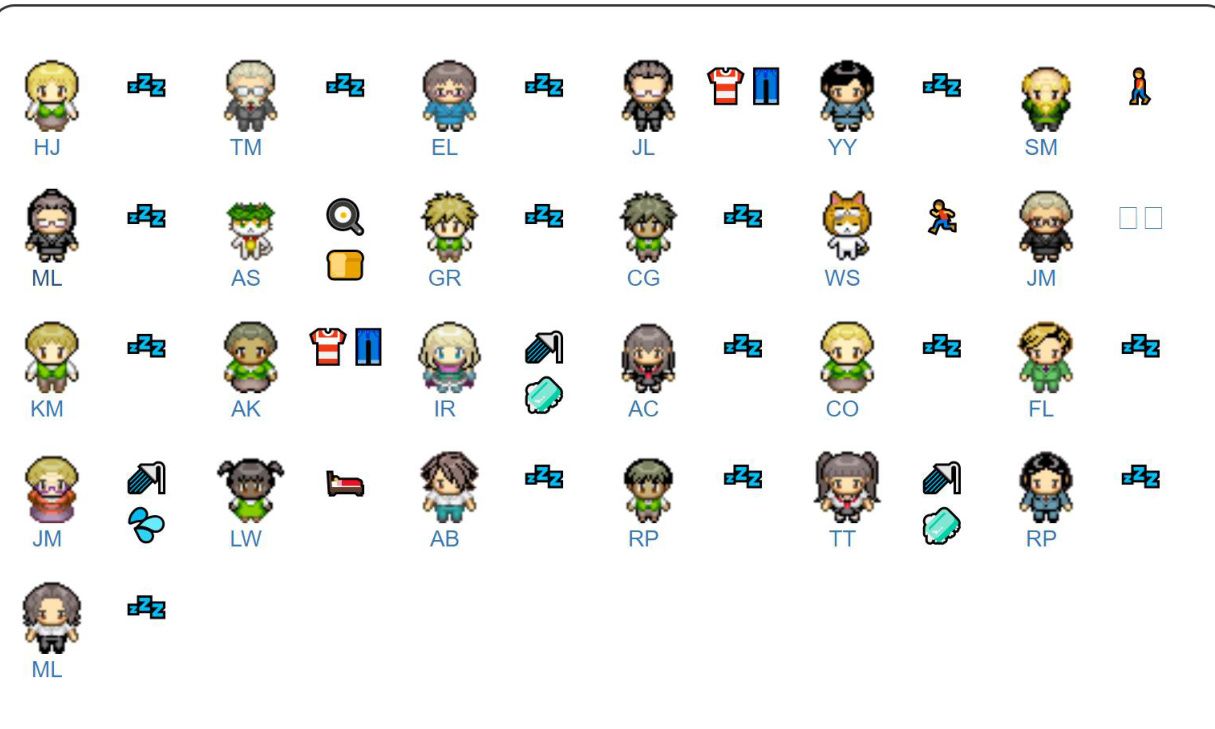 HJ TM EL JL YY SM
ML AS GR CG WS JM
KM AK IR AC CO FL
JM LW AB RP TT RP
ML